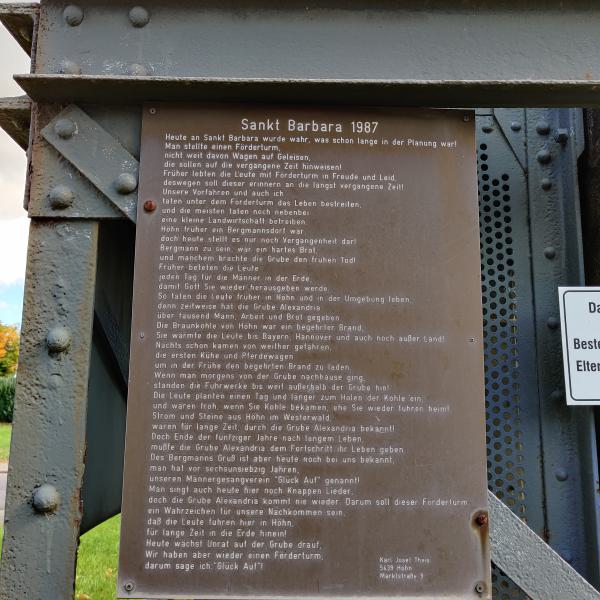 Sankt Barbara 1987
Heute an Sankt Barbara wurde wahr, was schon lange in der Planung war!
Man stellte einen Förderturm,
nicht weit davon Wagen auf Geleisen,
die sollen auf die vergangene Zeit hinweisen!
Früher lebten die Leute mit Förderturm in Freude und Leid,
deswegen soll dieser erinnern an die längst vergangene Zeit!
Unsere Vorfahren und auch ich
taten unter dem Förderturm das Leben bestreiten,
und die meisten taten noch nebenbei
eine kleine Landwirtschaft betreiben.
Höhn früher ein Bergmannsdorf war,
doch heute stellt es nur noch Vergangenheit dar!
Bergmann zu sein, war ein hartes Brot,
und manchem brachte die Grube den frühen Tod!
Früher beteten die Leute
jeden Tag für die Männer in der Erde,
damit Gott Sie wieder herausgeben werde.
So taten die Leute früher in Höhn und in der Umgebung leben,
denn zeitweise hat die Grube Alexandria
über tausend Mann, Arbeit und Brot gegeben.
Die Braunkohle von Höhn war ein begehrter Brand,
Sie wärmte die Leute bis Bayern, Hannover und auch noch außer Land!
Nachts schon kamen von weither gefahren,
die ersten Kühe und Pferdewagen
um in der Früh den begehrten Brand zu laden.
Wenn man morgens von der Grube nachhause ging,
standen die Fuhrwerke bis weit außerhalb der Grube hin!
Die Leute planten einen Tag und länger zum Holen der Kohle ein,
und waren froh, wenn Sie Kohle bekamen, ehe Sie wieder fuhren heim!
Strom und Steine aus Höhn im Westerwald,
waren für lange Zeit, durch die Grube Alexandria bekannt!
Doch Ende der fünfziger Jahre nach langem Leben,
mußte die Grube Alexandria dem Fortschritt ihr Leben geben.
Des Bergmanns Gruß ist aber heute noch bei uns bekannt,
man hat vor sechsunsiebzig Jahren,
unseren Männergesangverein "Glück Auf" genannt!
Man singt auch heute hier noch Knappen Lieder,
doch die Grube Alexandria kommt nie wieder. Darum soll dieser Förderturm,
ein Wahrzeichen für unsere Nachkommen sein,
daß die Leute fuhren hier in Höhn,
für lange Zeit in die Erde hinein!
Heute wächst Unrat auf der Grube drauf,
Wir haben aber wieder einen Förderturm,
darum sage ich:"Glück Auf"!
Karl Josef Theis
5439 Höhn
Marktstraße 9
Da
Beste
Elter